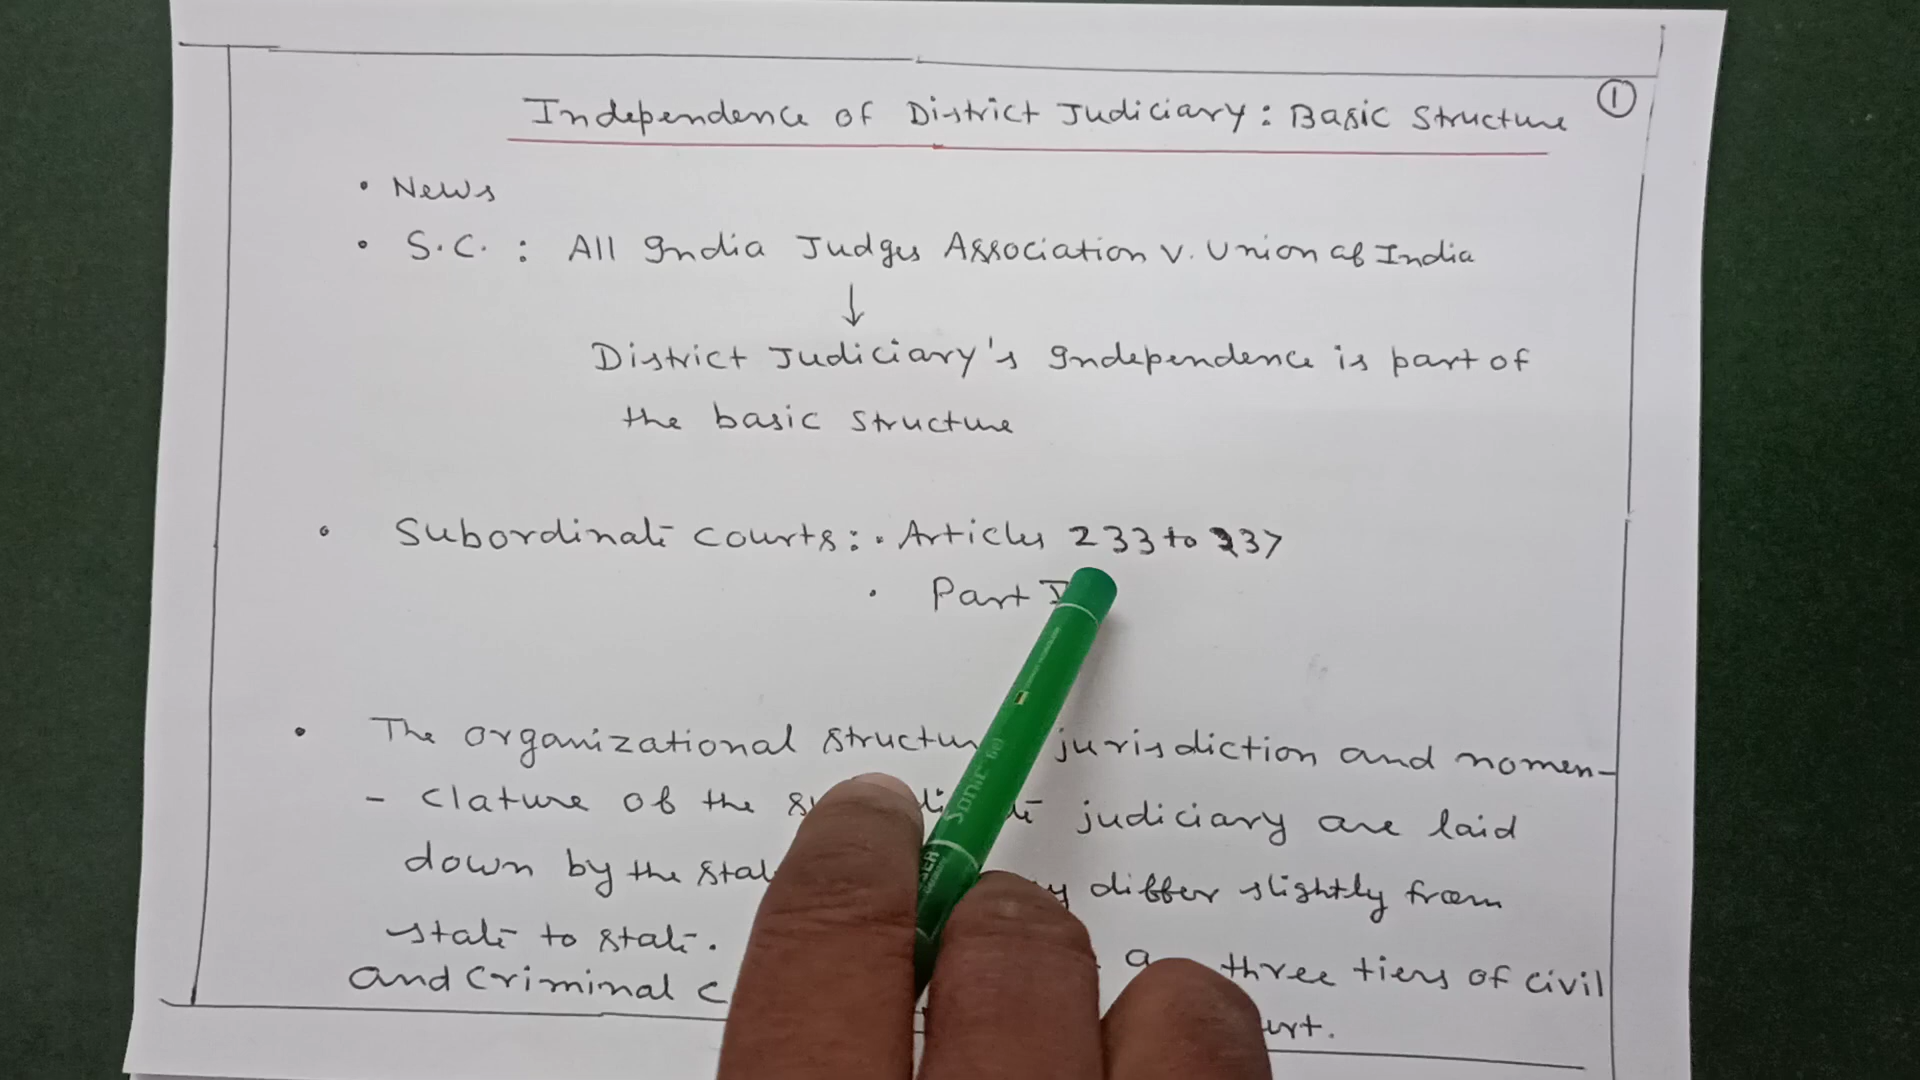 Independence of District Judiciary: Basic Structure
1
• News
• S.C. : All India Judges Association v. Union of India
↓
District Judiciary's Independence is part of
the basic structure
• Subordinate Courts: • Articles 233 to 237
• Part
• The organizational jurisdiction and nomen-
- clature of the judiciary are laid
down by the differ slightly from
state to state. three tiers of civil
and criminal
SONIC gel